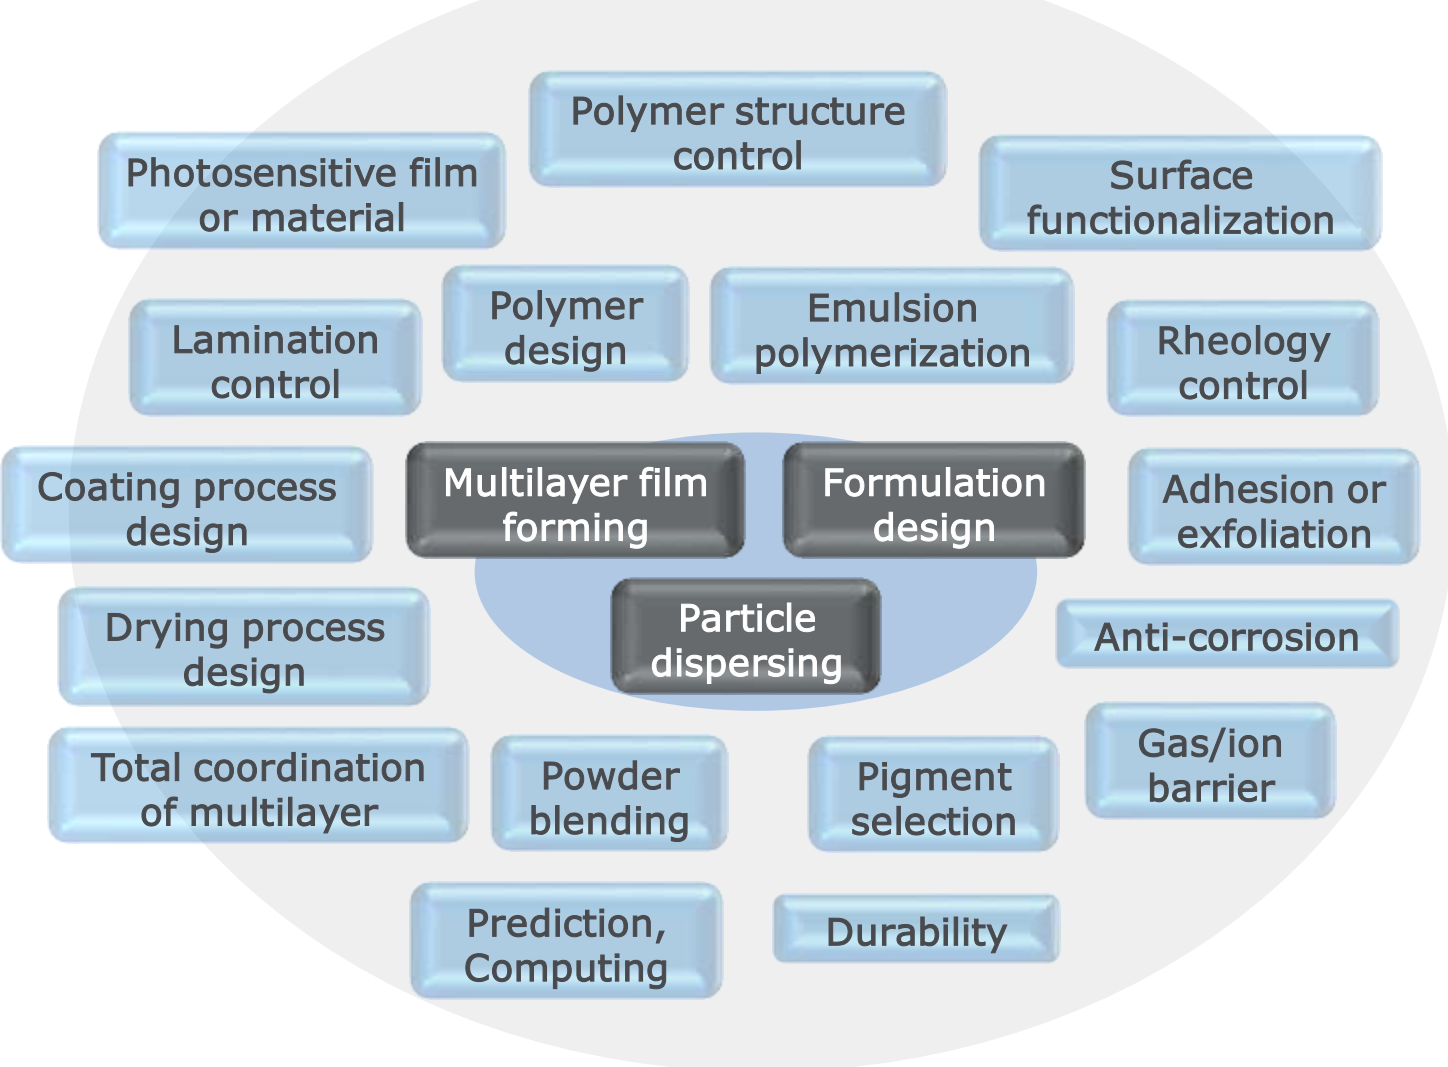 Polymer structure
control
Photosensitive film
or material
Surface
functionalization
Polymer
design
Emulsion
polymerization
Lamination
control
Rheology
control
Coating process
design
Multilayer film
forming
Formulation
design
Adhesion or
exfoliation
Drying process
design
Particle
dispersing
Anti-corrosion
Total coordination
of multilayer
Powder
blending
Pigment
selection
Gas/ion
barrier
Prediction,
Computing
Durability